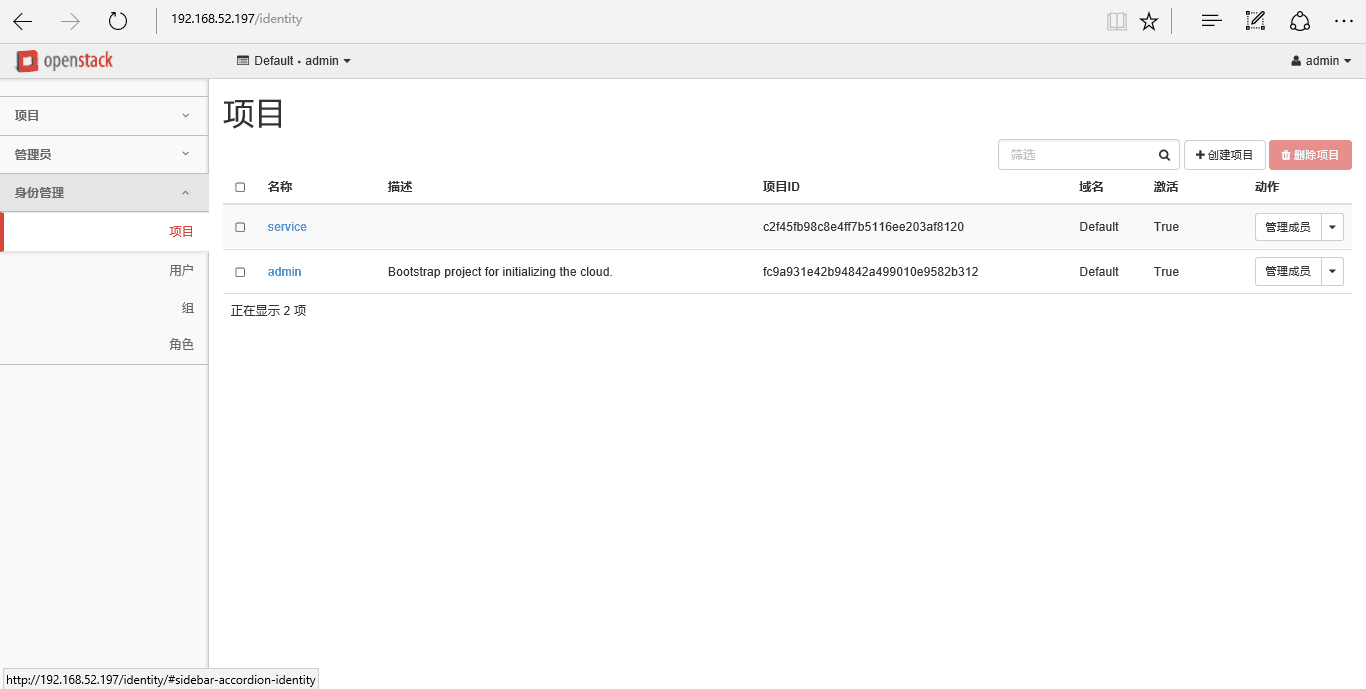 192.168.52.197/identity
openstack
Default • admin
admin
项目
管理员
身份管理
项目
用户
组
角色
项目
筛选
创建项目
删除项目
名称 描述 项目ID 域名 激活 动作
service c2f45fb98c8e4ff7b5116ee203af8120 Default True 管理成员
admin Bootstrap project for initializing the cloud. fc9a931e42b94842a499010e9582b312 Default True 管理成员
正在显示 2 项
http://192.168.52.197/identity/#sidebar-accordion-identity